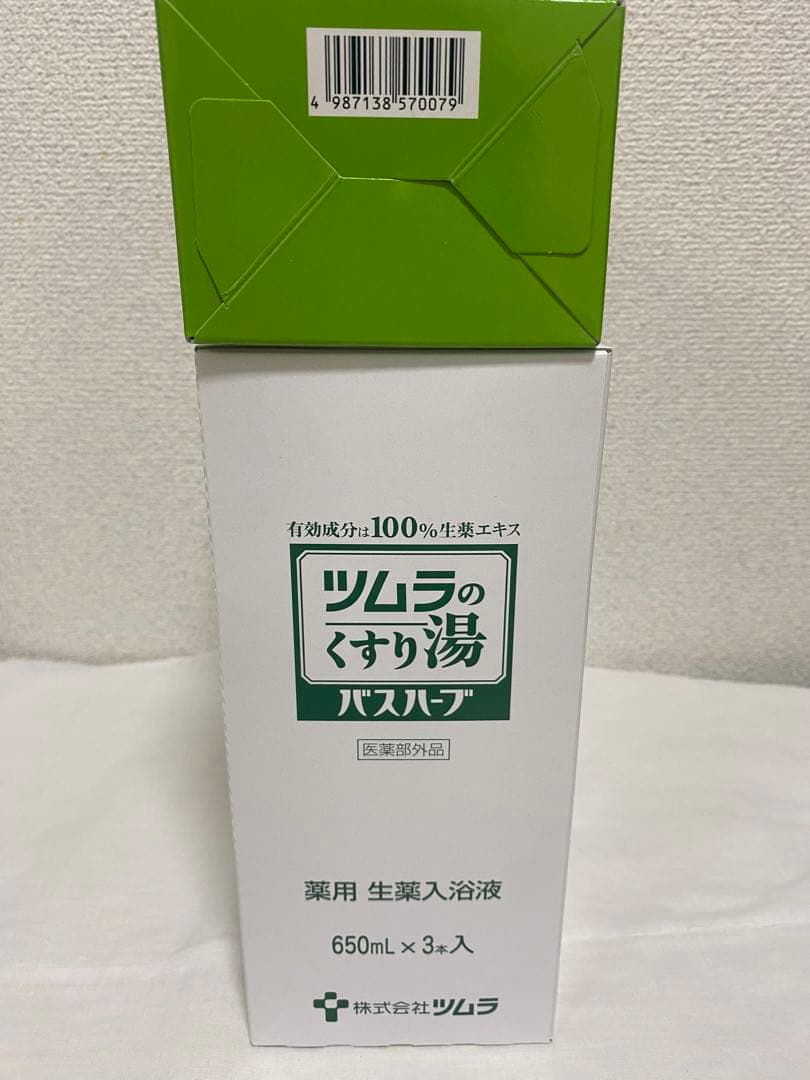 4 987138 570079
有効成分は100%生薬エキス
ツムラの
くすり湯
バスハーブ
医薬部外品
薬用 生薬入浴液
650mL×3本入
株式会社ツムラ